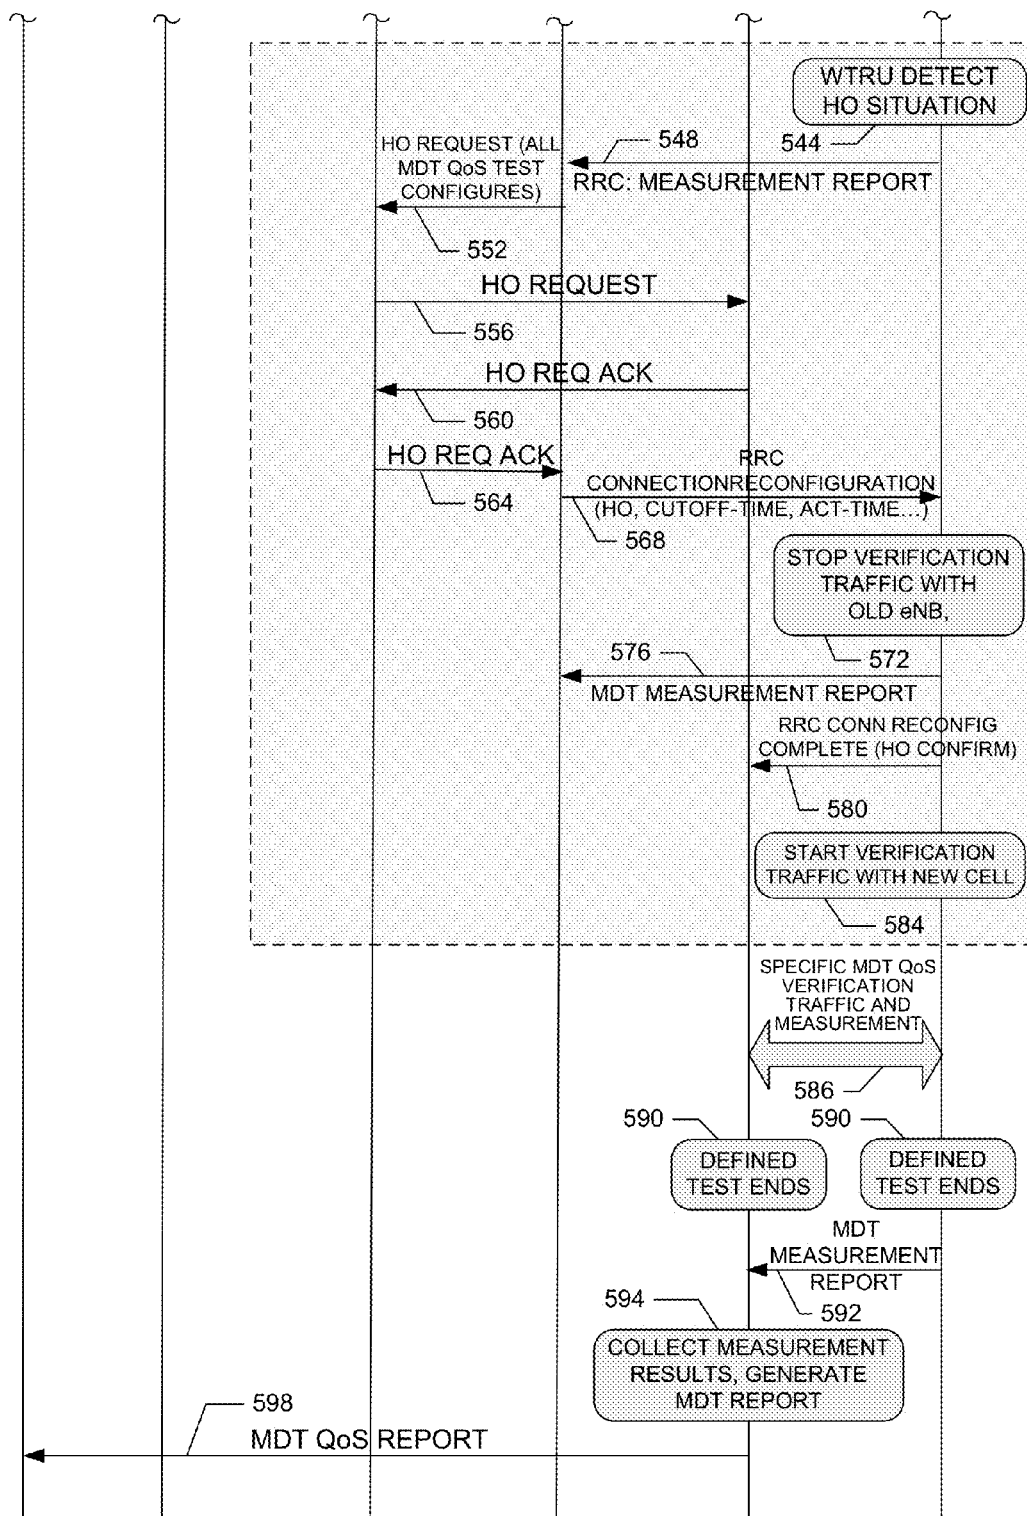 WTRU DETECT
HO SITUATION
544
548
RRC: MEASUREMENT REPORT
HO REQUEST (ALL
MDT QoS TEST
CONFIGURES)
552
HO REQUEST
556
HO REQ ACK
560
HO REQ ACK
564
RRC
CONNECTIONRECONFIGURATION
(HO, CUTOFF-TIME, ACT-TIME...)
568
STOP VERIFICATION
TRAFFIC WITH
OLD eNB,
572
576
MDT MEASUREMENT REPORT
RRC CONN RECONFIG
COMPLETE (HO CONFIRM)
580
START VERIFICATION
TRAFFIC WITH NEW CELL
584
SPECIFIC MDT QoS
VERIFICATION
TRAFFIC AND
MEASUREMENT
586
590
DEFINED
TEST ENDS
590
DEFINED
TEST ENDS
MDT
MEASUREMENT
REPORT
592
594
COLLECT MEASUREMENT
RESULTS, GENERATE
MDT REPORT
598
MDT QoS REPORT